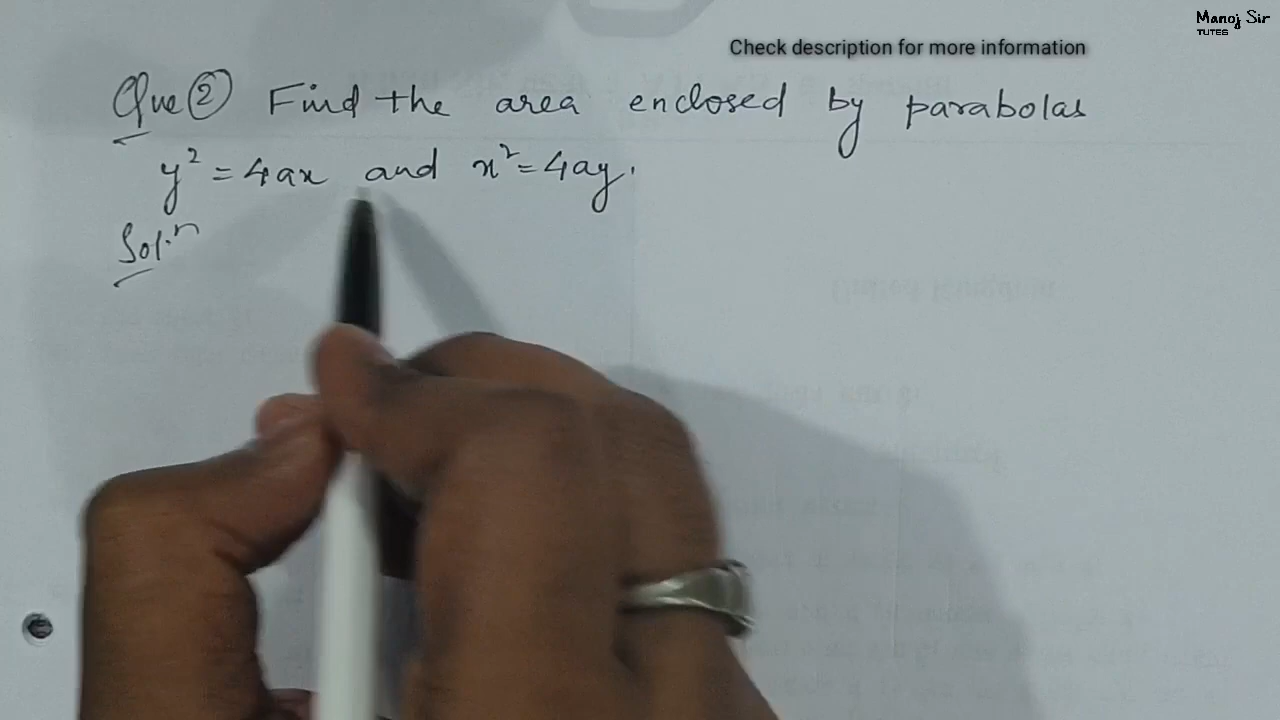 Manoj Sir
TUTES
Check description for more information
Que ② Find the area enclosed by parabolas
y² = 4ax and x² = 4ay.
Sol.ⁿ